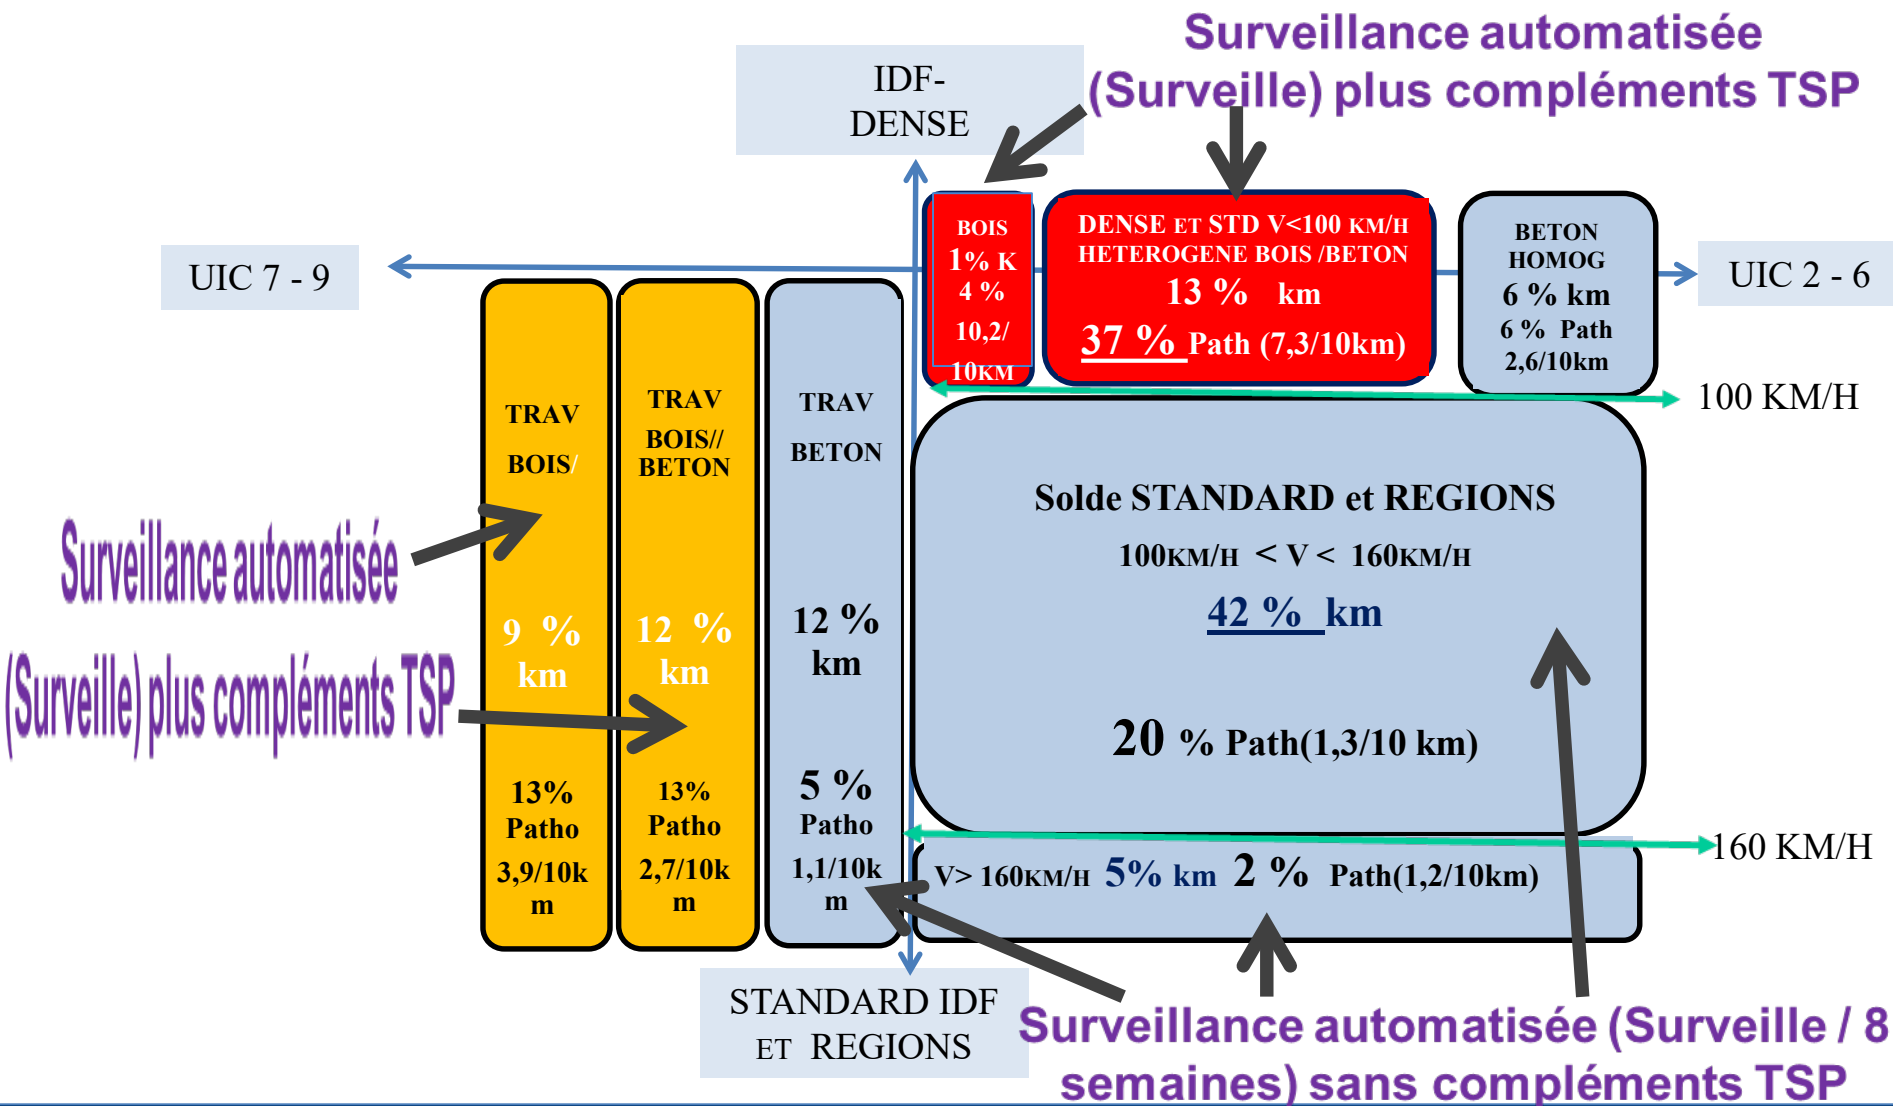 Surveillance automatisée
(Surveille) plus compléments TSP
IDF-
DENSE
UIC 7 - 9
UIC 2 - 6
BOIS
1% K
4 %
10,2/
10KM
DENSE ET STD V<100 KM/H
HETEROGENE BOIS /BETON
13 % km
37 % Path (7,3/10km)
BETON
HOMOG
6 % km
6 % Path
2,6/10km
100 KM/H
TRAV
BOIS/
9 %
km
13%
Patho
3,9/10k
m
TRAV
BOIS//
BETON
12 %
km
13%
Patho
2,7/10k
m
TRAV
BETON
12 %
km
5 %
Patho
1,1/10k
m
Solde STANDARD et REGIONS
100KM/H < V < 160KM/H
42 % km
20 % Path(1,3/10 km)
Surveillance automatisée
(Surveille) plus compléments TSP
160 KM/H
V> 160KM/H 5% km 2 % Path(1,2/10km)
STANDARD IDF
ET REGIONS
Surveillance automatisée (Surveille / 8
semaines) sans compléments TSP